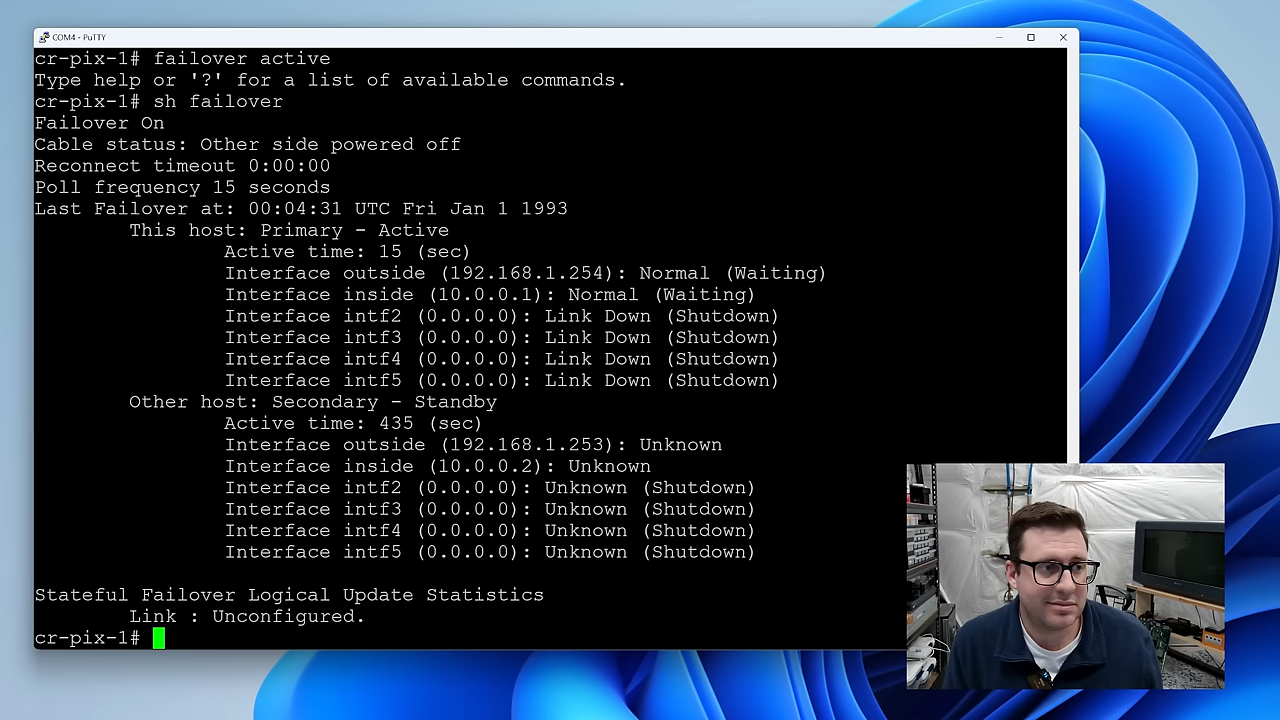 COM4 - PuTTY
cr-pix-1# failover active
Type help or '?' for a list of available commands.
cr-pix-1# sh failover
Failover On
Cable status: Other side powered off
Reconnect timeout 0:00:00
Poll frequency 15 seconds
Last Failover at: 00:04:31 UTC Fri Jan 1 1993
This host: Primary - Active
Active time: 15 (sec)
Interface outside (192.168.1.254): Normal (Waiting)
Interface inside (10.0.0.1): Normal (Waiting)
Interface intf2 (0.0.0.0): Link Down (Shutdown)
Interface intf3 (0.0.0.0): Link Down (Shutdown)
Interface intf4 (0.0.0.0): Link Down (Shutdown)
Interface intf5 (0.0.0.0): Link Down (Shutdown)
Other host: Secondary - Standby
Active time: 435 (sec)
Interface outside (192.168.1.253): Unknown
Interface inside (10.0.0.2): Unknown
Interface intf2 (0.0.0.0): Unknown (Shutdown)
Interface intf3 (0.0.0.0): Unknown (Shutdown)
Interface intf4 (0.0.0.0): Unknown (Shutdown)
Interface intf5 (0.0.0.0): Unknown (Shutdown)
Stateful Failover Logical Update Statistics
Link : Unconfigured.
cr-pix-1#